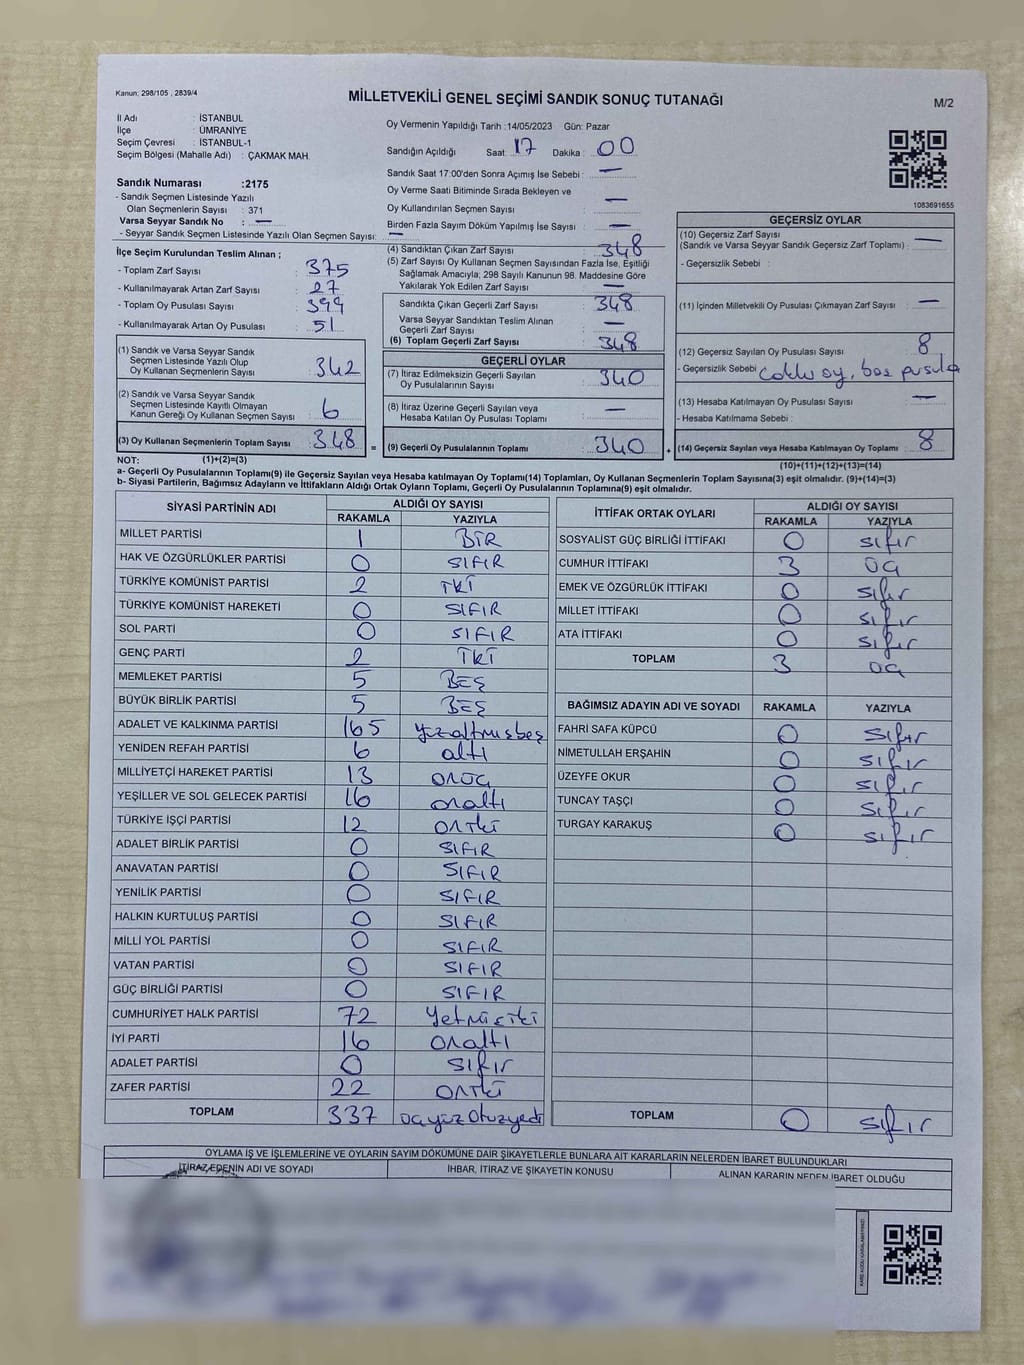 Kanun: 298/105 , 2839/4
MİLLETVEKİLİ GENEL SEÇİMİ SANDIK SONUÇ TUTANAĞI
M/2
İl Adı : İSTANBUL
İlçe : ÜMRANİYE
Seçim Çevresi : İSTANBUL-1
Seçim Bölgesi (Mahalle Adı) : ÇAKMAK MAH.
Sandık Numarası :2175
- Sandık Seçmen Listesinde Yazılı
Olan Seçmenlerin Sayısı : 371
Varsa Seyyar Sandık No : —
- Seyyar Sandık Seçmen Listesinde Yazılı Olan Seçmen Sayısı: —
Oy Vermenin Yapıldığı Tarih :14/05/2023 Gün: Pazar
Sandığın Açıldığı Saat 17 Dakika : 00
Sandık Saat 17:00'den Sonra Açılmış İse Sebebi : —
Oy Verme Saati Bitiminde Sırada Bekleyen ve
Oy Kullandırılan Seçmen Sayısı : —
Birden Fazla Sayım Döküm Yapılmış İse Sayısı : —
1083691655
İlçe Seçim Kurulundan Teslim Alınan ;
- Toplam Zarf Sayısı : 375
- Kullanılmayarak Artan Zarf Sayısı : 27
- Toplam Oy Pusulası Sayısı : 399
- Kullanılmayarak Artan Oy Pusulası : 51
(1) Sandık ve Varsa Seyyar Sandık
Seçmen Listesinde Yazılı Olup
Oy Kullanan Seçmenlerin Sayısı : 342
(2) Sandık ve Varsa Seyyar Sandık
Seçmen Listesinde Kayıtlı Olmayan
Kanun Gereği Oy Kullanan Seçmen Sayısı : 6
(3) Oy Kullanan Seçmenlerin Toplam Sayısı : 348 =
(4) Sandıktan Çıkan Zarf Sayısı : 348
(5) Zarf Sayısı Oy Kullanan Seçmen Sayısından Fazla İse, Eşitliği
Sağlamak Amacıyla; 298 Sayılı Kanunun 98. Maddesine Göre
Yakılarak Yok Edilen Zarf Sayısı : —
Sandıkta Çıkan Geçerli Zarf Sayısı : 348
Varsa Seyyar Sandıktan Teslim Alınan
Geçerli Zarf Sayısı : —
(6) Toplam Geçerli Zarf Sayısı : 348
GEÇERLİ OYLAR
(7) İtiraz Edilmeksizin Geçerli Sayılan
Oy Pusulalarının Sayısı : 340
(8) İtiraz Üzerine Geçerli Sayılan veya
Hesaba Katılan Oy Pusulası Toplamı : —
(9) Geçerli Oy Pusulalarının Toplamı : 340 +
GEÇERSİZ OYLAR
(10) Geçersiz Zarf Sayısı
(Sandık ve Varsa Seyyar Sandık Geçersiz Zarf Toplamı) : —
- Geçersizlik Sebebi :
(11) İçinden Milletvekili Oy Pusulası Çıkmayan Zarf Sayısı : —
(12) Geçersiz Sayılan Oy Pusulası Sayısı : 8
- Geçersizlik Sebebi : oy, boş pusula
(13) Hesaba Katılmayan Oy Pusulası Sayısı : —
- Hesaba Katılmama Sebebi :
(14) Geçersiz Sayılan veya Hesaba Katılmayan Oy Toplamı : 8
NOT: (1)+(2)=(3)
(10)+(11)+(12)+(13)=(14)
a- Geçerli Oy Pusulalarının Toplamı(9) ile Geçersiz Sayılan veya Hesaba katılmayan Oy Toplamı(14) Toplamları, Oy Kullanan Seçmenlerin Toplam Sayısına(3) eşit olmalıdır. (9)+(14)=(3)
b- Siyasi Partilerin, Bağımsız Adayların ve İttifakların Aldığı Ortak Oyların Toplamı, Geçerli Oy Pusulalarının Toplamına(9) eşit olmalıdır.
SİYASİ PARTİNİN ADI ALDIĞI OY SAYISI
RAKAMLA YAZIYLA
MİLLET PARTİSİ 1 BİR
HAK VE ÖZGÜRLÜKLER PARTİSİ 0 SIFIR
TÜRKİYE KOMÜNİST PARTİSİ 2 İKİ
TÜRKİYE KOMÜNİST HAREKETİ 0 SIFIR
SOL PARTİ 0 SIFIR
GENÇ PARTİ 2 İKİ
MEMLEKET PARTİSİ 5 BEŞ
BÜYÜK BİRLİK PARTİSİ 5 BEŞ
ADALET VE KALKINMA PARTİSİ 165 yüzaltmışbeş
YENİDEN REFAH PARTİSİ 6 altı
MİLLİYETÇİ HAREKET PARTİSİ 13 onüç
YEŞİLLER VE SOL GELECEK PARTİSİ 16 onaltı
TÜRKİYE İŞÇİ PARTİSİ 12 oniki
ADALET BİRLİK PARTİSİ 0 SIFIR
ANAVATAN PARTİSİ 0 SIFIR
YENİLİK PARTİSİ 0 SIFIR
HALKIN KURTULUŞ PARTİSİ 0 SIFIR
MİLLİ YOL PARTİSİ 0 SIFIR
VATAN PARTİSİ 0 SIFIR
GÜÇ BİRLİĞİ PARTİSİ 0 SIFIR
CUMHURİYET HALK PARTİSİ 72 Yetmişiki
İYİ PARTİ 16 onaltı
ADALET PARTİSİ 0 sıfır
ZAFER PARTİSİ 22 oniki
TOPLAM 337 üçyüzotuzyedi
İTTİFAK ORTAK OYLARI ALDIĞI OY SAYISI
RAKAMLA YAZIYLA
SOSYALİST GÜÇ BİRLİĞİ İTTİFAKI 0 sıfır
CUMHUR İTTİFAKI 3 üç
EMEK VE ÖZGÜRLÜK İTTİFAKI 0 sıfır
MİLLET İTTİFAKI 0 sıfır
ATA İTTİFAKI 0 sıfır
TOPLAM 3 üç
BAĞIMSIZ ADAYIN ADI VE SOYADI RAKAMLA YAZIYLA
FAHRİ SAFA KÜPCÜ 0 sıfır
NİMETULLAH ERŞAHİN 0 sıfır
ÜZEYFE OKUR 0 sıfır
TUNCAY TAŞÇI 0 sıfır
TURGAY KARAKUŞ 0 sıfır
TOPLAM 0 sıfır
OYLAMA İŞ VE İŞLEMLERİNE VE OYLARIN SAYIM DÖKÜMÜNE DAİR ŞİKAYETLERLE BUNLARA AİT KARARLARIN NELERDEN İBARET BULUNDUKLARI
İTİRAZ EDENİN ADI VE SOYADI İHBAR, İTİRAZ VE ŞİKAYETİN KONUSU ALINAN KARARIN NEDEN İBARET OLDUĞU